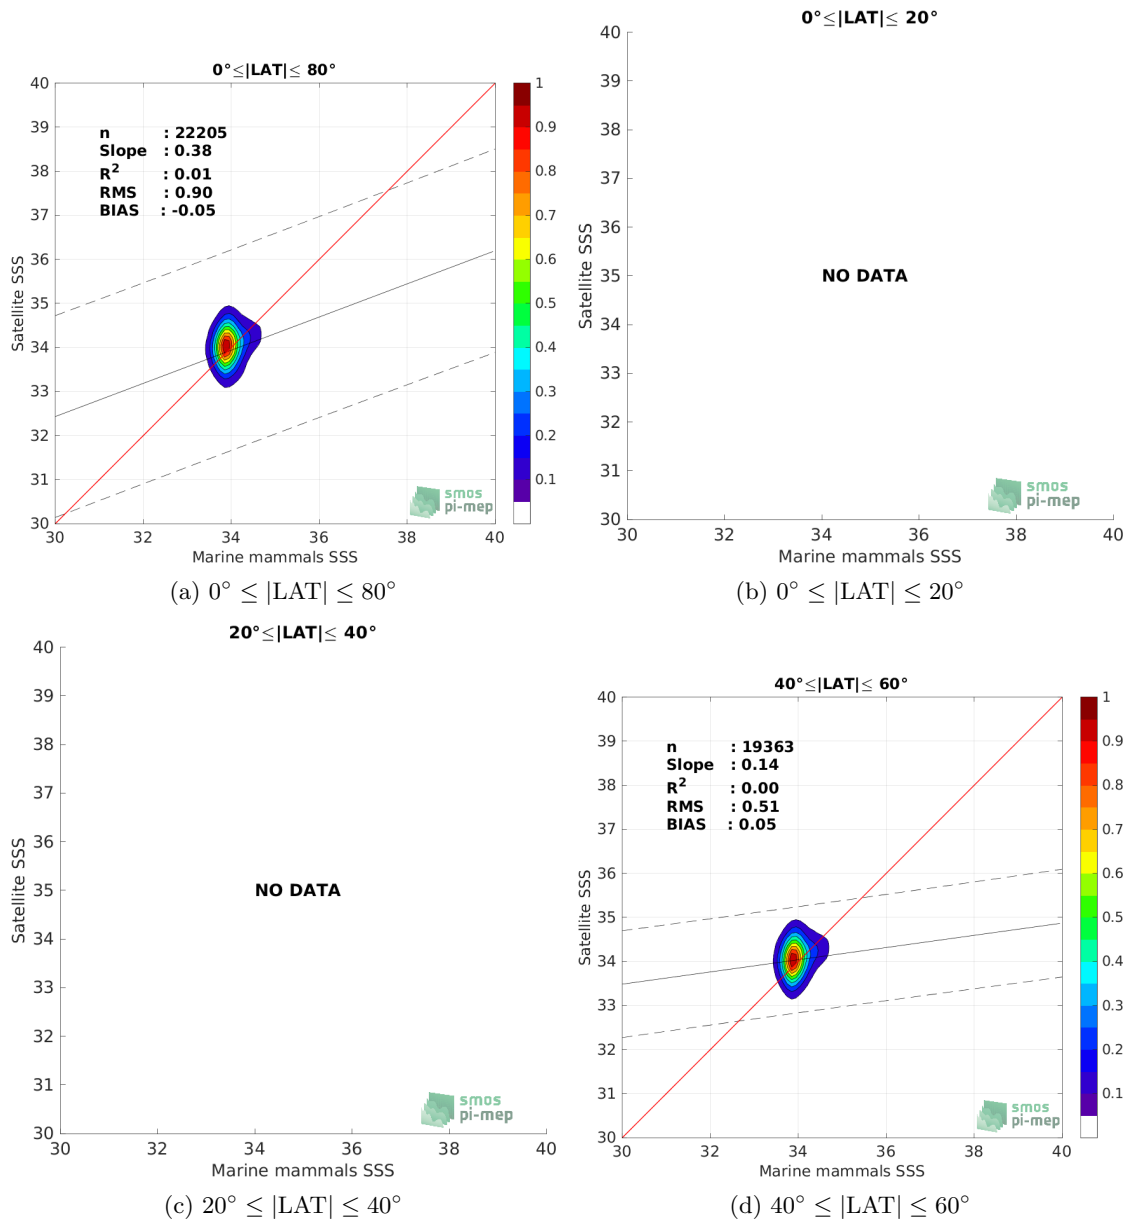 0°≤|LAT|≤ 80°
40
39
38
37
36
35
34
33
32
31
30
Satellite SSS
n : 22205
Slope : 0.38
R² : 0.01
RMS : 0.90
BIAS : -0.05
1
0.9
0.8
0.7
0.6
0.5
0.4
0.3
0.2
0.1
smos
pi-mep
30 32 34 36 38 40
Marine mammals SSS
(a) 0° ≤ |LAT| ≤ 80°
0°≤|LAT|≤ 20°
40
39
38
37
36
35
34
33
32
31
30
Satellite SSS
NO DATA
smos
pi-mep
30 32 34 36 38 40
Marine mammals SSS
(b) 0° ≤ |LAT| ≤ 20°
20°≤|LAT|≤ 40°
40
39
38
37
36
35
34
33
32
31
30
Satellite SSS
NO DATA
smos
pi-mep
30 32 34 36 38 40
Marine mammals SSS
(c) 20° ≤ |LAT| ≤ 40°
40°≤|LAT|≤ 60°
40
39
38
37
36
35
34
33
32
31
30
Satellite SSS
n : 19363
Slope : 0.14
R² : 0.00
RMS : 0.51
BIAS : 0.05
1
0.9
0.8
0.7
0.6
0.5
0.4
0.3
0.2
0.1
smos
pi-mep
30 32 34 36 38 40
Marine mammals SSS
(d) 40° ≤ |LAT| ≤ 60°